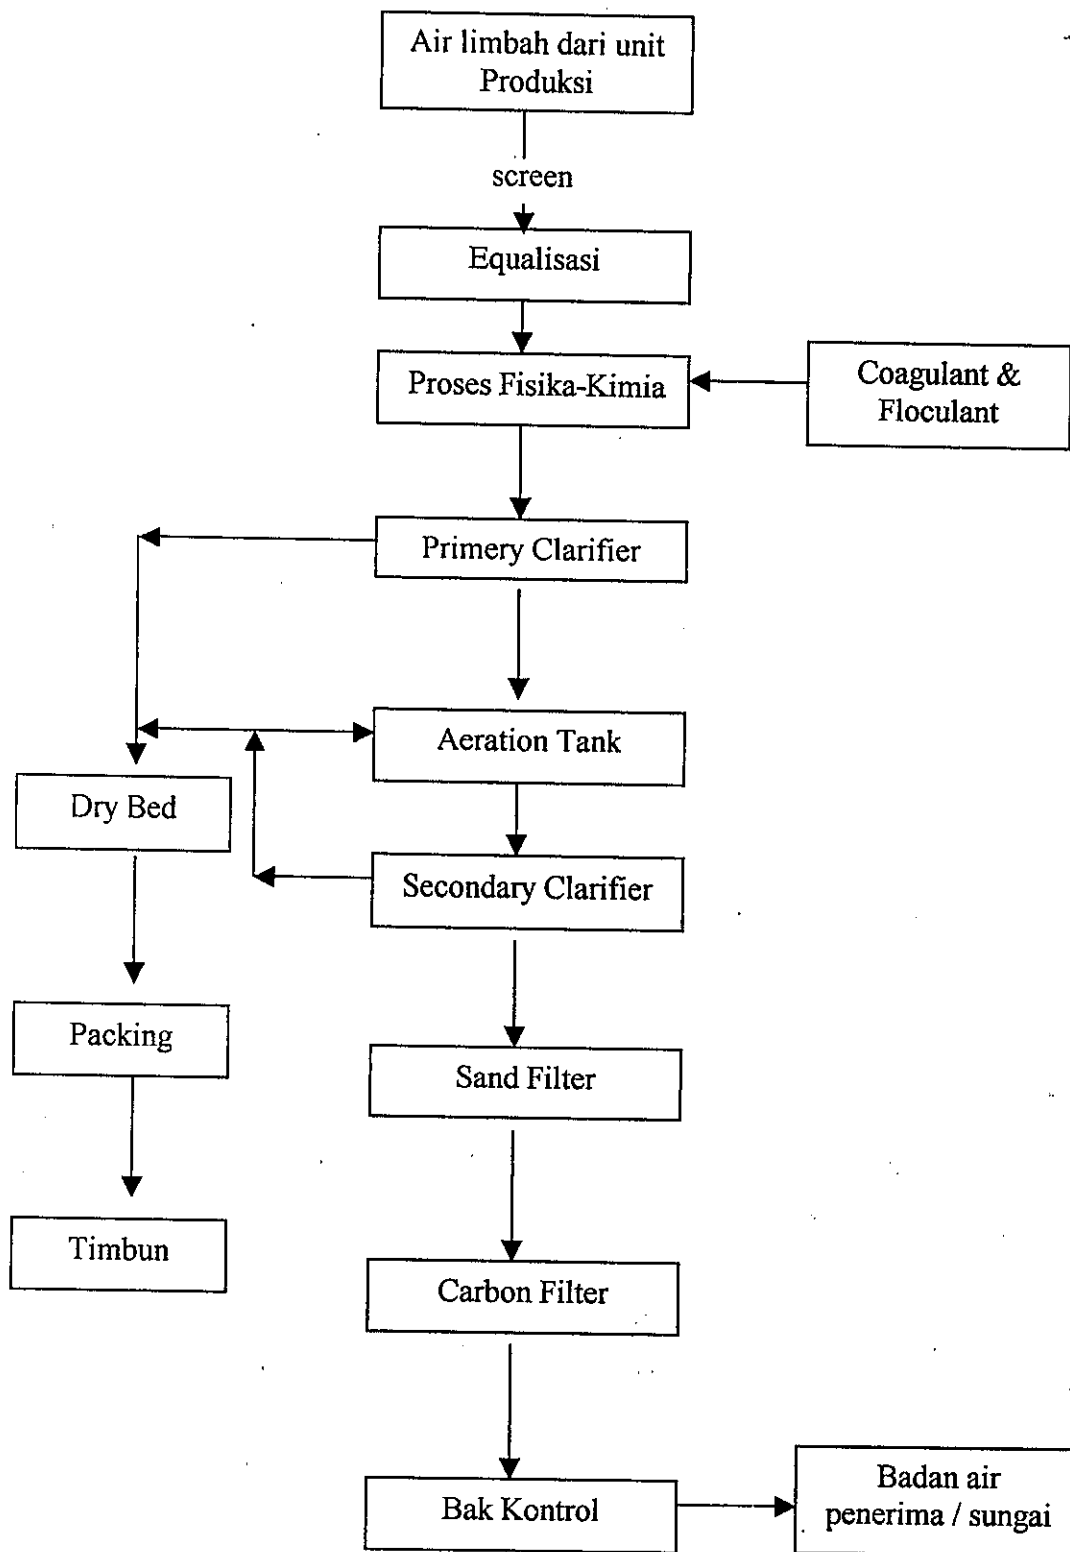 Air limbah dari unit
Produksi
screen
Equalisasi
Proses Fisika-Kimia
Coagulant &
Floculant
Primery Clarifier
Aeration Tank
Dry Bed
Secondary Clarifier
Packing
Sand Filter
Timbun
Carbon Filter
Bak Kontrol
Badan air
penerima / sungai